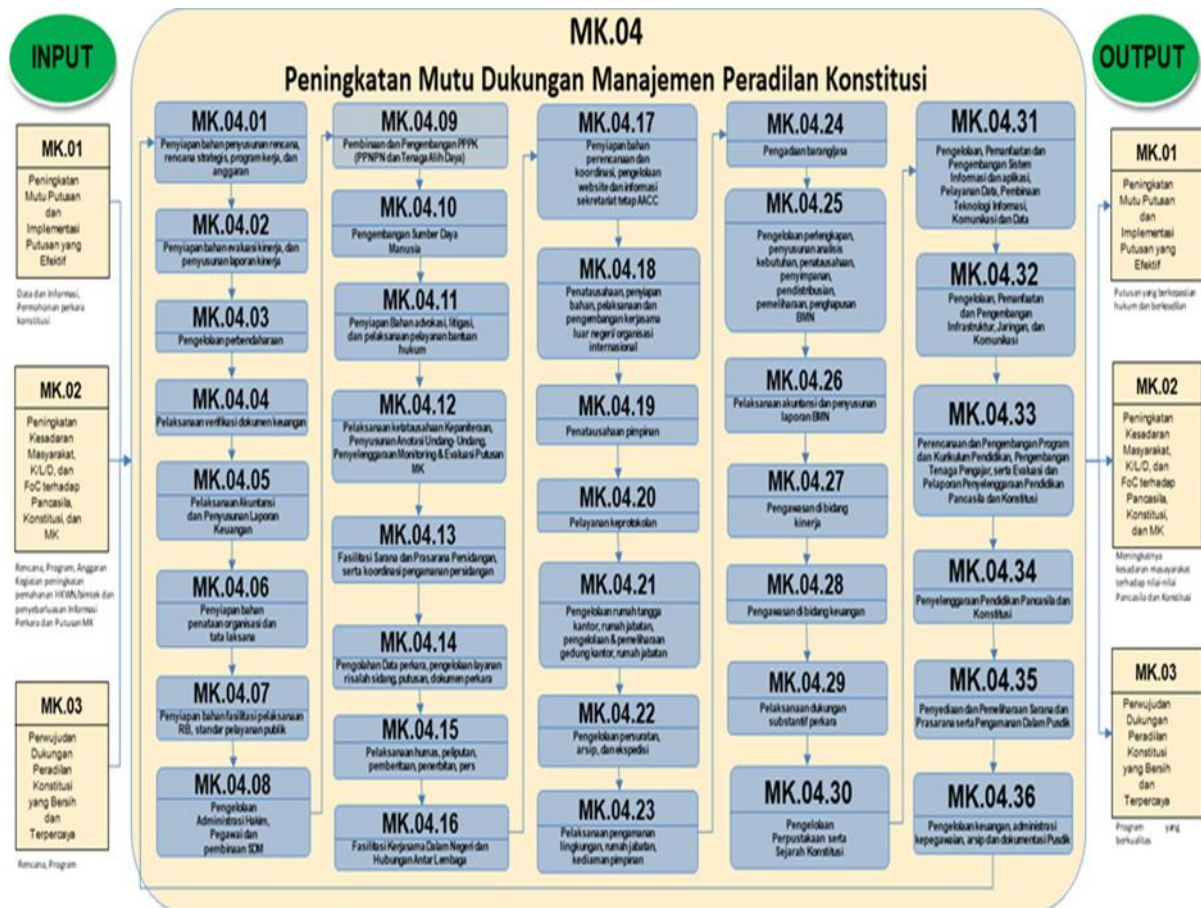 INPUT
MK.01
Peningkatan
Mutu Putusan
dan
Implementasi
Putusan yang
Efektif
Data dan Informasi,
Permohonan perkara
konstitusi
MK.02
Peningkatan
Kesadaran
Masyarakat,
K/L/D, dan
FoC terhadap
Pancasila,
Konstitusi, dan
MK
Rencana, Program, Anggaran
Kegiatan peningkatan
pemahaman HKWN/bimtek dan
penyebarluasan Informasi
Perkara dan Putusan MK
MK.03
Perwujudan
Dukungan
Peradilan
Konstitusi
yang Bersih
dan
Terpercaya
Rencana, Program
MK.04
Peningkatan Mutu Dukungan Manajemen Peradilan Konstitusi
MK.04.01
Penyiapan bahan penyusunan rencana,
rencana strategis, program kerja, dan
anggaran
MK.04.02
Penyiapan bahan evaluasi kinerja, dan
penyusunan laporan kinerja
MK.04.03
Pengelolaan perbendaharaan
MK.04.04
Pelaksanaan verifikasi dokumen keuangan
MK.04.05
Pelaksanaan Akuntansi
dan Penyusunan Laporan
Keuangan
MK.04.06
Penyiapan bahan
penataan organisasi dan
tata laksana
MK.04.07
Penyiapan bahan fasilitasi pelaksanaan
RB, standar pelayanan publik
MK.04.08
Pengelolaan
Administrasi Hakim,
Pegawai dan
pembinaan SDM
MK.04.09
Pembinaan dan Pengembangan PPPK
(PPNPN dan Tenaga Alih Daya)
MK.04.10
Pengembangan Sumber Daya
Manusia
MK.04.11
Penyiapan Bahan advokasi, litigasi,
dan pelaksanaan pelayanan bantuan
hukum
MK.04.12
Pelaksanaan ketatausahaan Kepaniteraan,
Penyusunan Anotasi Undang- Undang,
Penyelenggaraan Monitoring & Evaluasi Putusan
MK
MK.04.13
Fasilitasi Sarana dan Prasarana Persidangan,
serta koordinasi pengamanan persidangan
MK.04.14
Pengolahan Data perkara, pengelolaan layanan
risalah sidang, putusan, dokumen perkara
MK.04.15
Pelaksanaan humas, peliputan,
pemberitaan, penerbitan, pers
MK.04.16
Fasilitasi Kerjasama Dalam Negeri dan
Hubungan Antar Lembaga
MK.04.17
Penyiapan bahan
perencanaan dan
koordinasi, pengelolaan
website dan informasi
sekretariat tetap AACC
MK.04.18
Penatausahaan, penyiapan
bahan, pelaksanaan dan
pengembangan kerjasama
luar negeri/ organisasi
internasional
MK.04.19
Penatausahaan pimpinan
MK.04.20
Pelayanan keprotokolan
MK.04.21
Pengelolaan rumah tangga
kantor, rumah jabatan,
pengelolaan & pemeliharaan
gedung kantor, rumah jabatan
MK.04.22
Pengelolaan persuratan,
arsip, dan ekspedisi
MK.04.23
Pelaksanaan pengamanan
lingkungan, rumah jabatan,
kediaman pimpinan
MK.04.24
Pengadaan barang/jasa
MK.04.25
Pengelolaan perlengkapan,
penyusunan analisis
kebutuhan, penatausahaan,
penyimpanan,
pendistribusian,
pemeliharaan, penghapusan
BMN
MK.04.26
Pelaksanaan akuntansi dan penyusunan
laporan BMN
MK.04.27
Pengawasan di bidang
kinerja
MK.04.28
Pengawasan di bidang keuangan
MK.04.29
Pelaksanaan dukungan
substantif perkara
MK.04.30
Pengelolaan
Perpustakaan serta
Sejarah Konstitusi
MK.04.31
Pengelolaan, Pemanfaatan dan
Pengembangan Sistem
Informasi dan aplikasi,
Pelayanan Data, Pembinaan
Teknologi Informasi,
Komunikasi dan Data
MK.04.32
Pengelolaan, Pemanfaatan
dan Pengembangan
Infrastruktur, Jaringan, dan
Komunikasi
MK.04.33
Perencanaan dan Pengembangan Program
dan Kurikulum Pendidikan, Pengembangan
Tenaga Pengajar, serta Evaluasi dan
Pelaporan Penyelenggaraan Pendidikan
Pancasila dan Konstitusi
MK.04.34
Penyelenggaraan Pendidikan Pancasila dan
Konstitusi
MK.04.35
Penyediaan dan Pemeliharaan Sarana dan
Prasarana serta Pengamanan Dalam Pusdik
MK.04.36
Pengelolaan keuangan, administrasi
kepegawaian, arsip dan dokumentasi Pusdik
OUTPUT
MK.01
Peningkatan
Mutu Putusan
dan
Implementasi
Putusan yang
Efektif
Putusan yang berkepastian
hukum dan berkeadilan
MK.02
Peningkatan
Kesadaran
Masyarakat,
K/L/D, dan
FoC terhadap
Pancasila,
Konstitusi,
dan MK
Meningkatnya
kesadaran masyarakat
terhadap nilai-nilai
Pancasila dan Konstitusi
MK.03
Perwujudan
Dukungan
Peradilan
Konstitusi
yang Bersih
dan
Terpercaya
Program yang
berkualitas